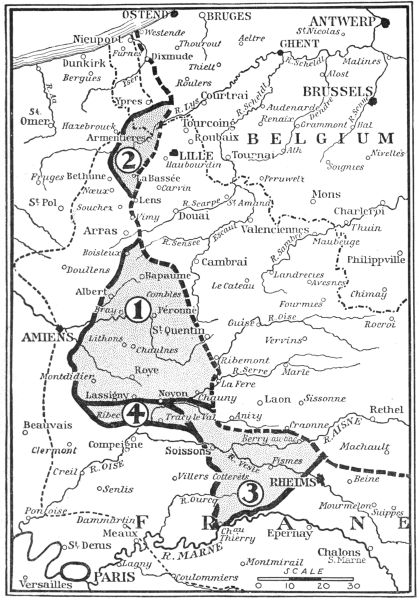 OSTEND
BRUGES
ANTWERP
Nieuport
Westende
Aeltre
St Nicolas
Furnes
Dixmude
Thourout
GHENT
R. Scheldt
Malines
Dunkirk
Bergues
Yser
Thielt
Roulers
Alost
BRUSSELS
Ypres
R. Lys
Courtrai
R. Scheldt
Audenarde
Dendre
St. Omer
Hazebrouck
Tourcoing
Renaix
Grammont
Hal
Armentieres
Roubaix
BELGIUM
2
LILLE
Haubourdin
Tournai
Ath
Nivelles
Fruges
Bethune
Bassée
Carvin
Peruwelz
Soignies
Nœux
Mons
St Pol
Souchez
Lens
R. Scarpe
St Amand
Charleroi
Vimy
Douai
Thuin
Arras
R. Sensée
Escaut
Valenciennes
R. Sambre
Maubeuge
Boisleux
Philippville
Doullens
Bapaume
Cambrai
Landrecies
Albert
Combles
Le Cateau
Avesnes
Bray
1
Péronne
Fourmies
Chimay
AMIENS
St Quentin
Guise
R. Oise
Rocroi
Lihons
Chaulnes
Vervins
Roye
Ribemont
Montdidier
R. Serre
Marle
La Fère
Lassigny
Noyon
Chauny
Laon
Sissonne
Ribec
4
Tracy le Val
Anizy
Rethel
Beauvais
Craonne
R. AISNE
Compeigne
Berry au bac
Machault
Clermont
Soissons
R. Vesle
Fismes
Creil
R. OISE
Villers Cotterets
RHEIMS
Beine
Senlis
3
Mourmelon
Suippes
Pontoise
R. Ourcq
Dammartin
FRANCE
Meaux
Chau Thierry
Epernay
St Denis
R. MARNE
Chalons
S. Marne
Lagny
Montmirail
SCALE
PARIS
Versailles
Coulommiers
0 10 20 30